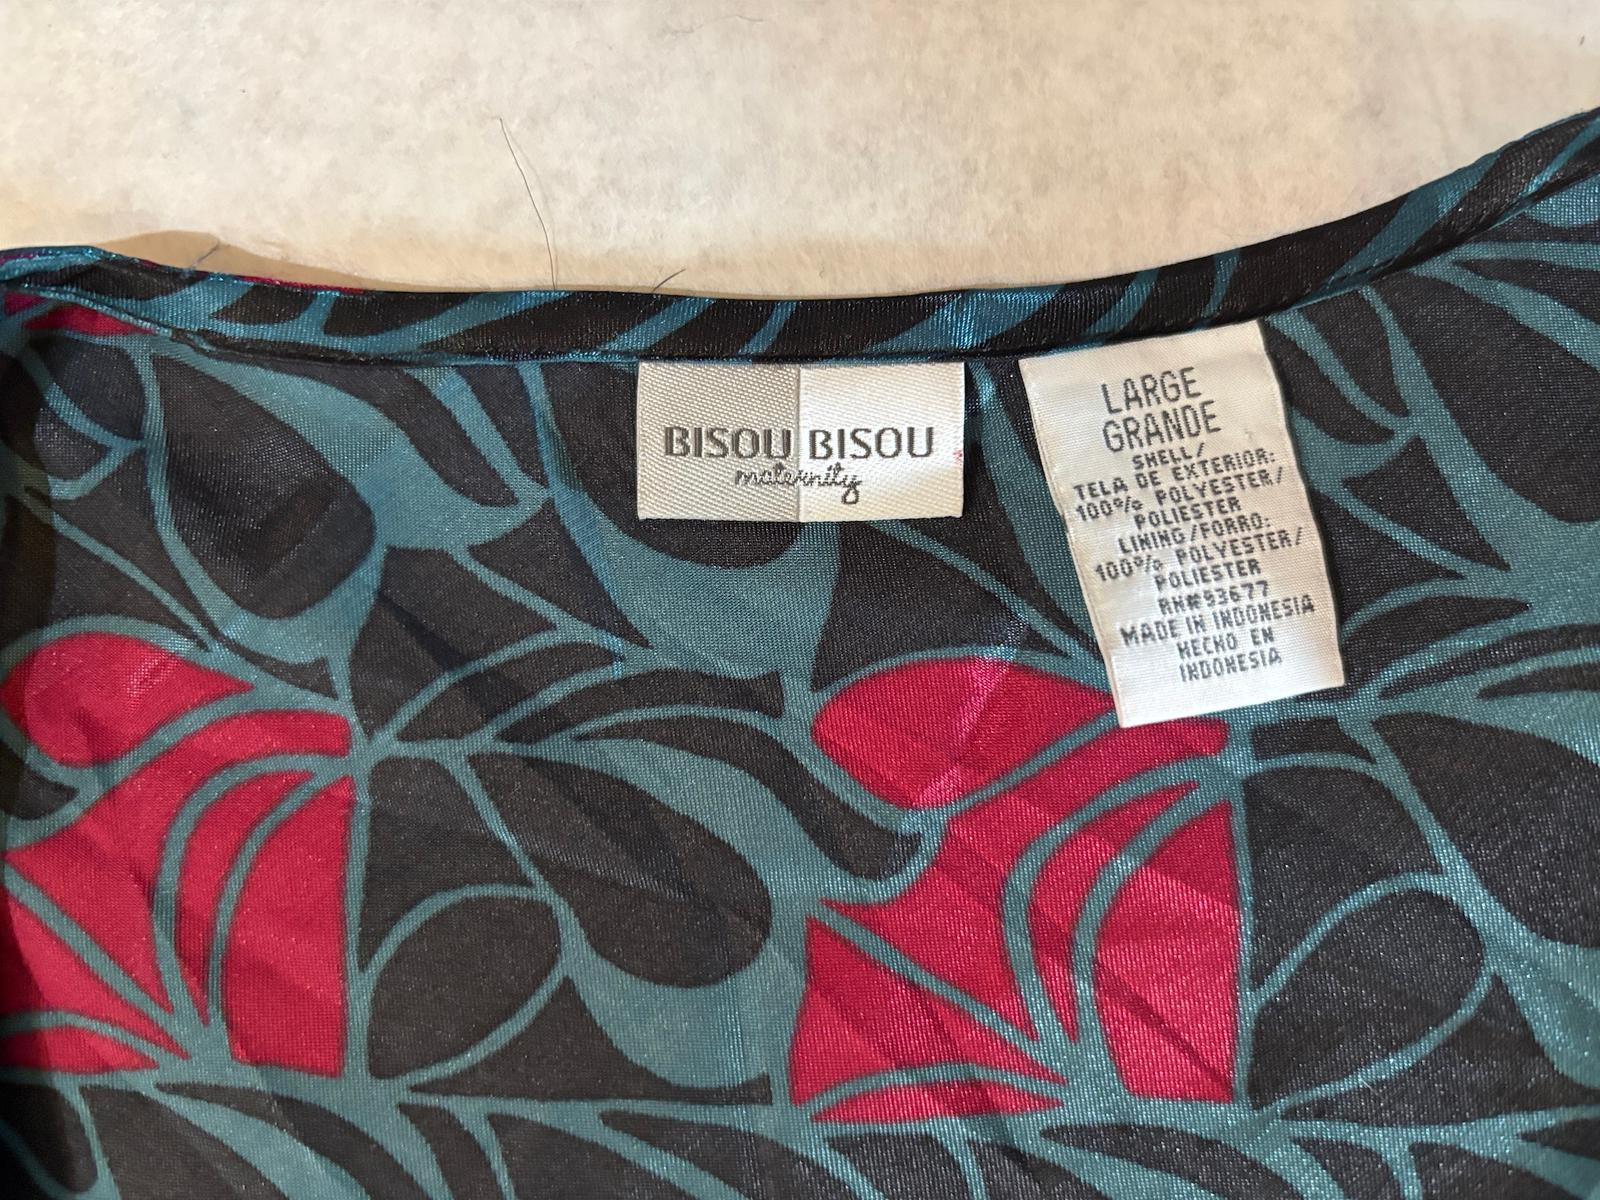 BISOU BISOU
maternity
LARGE
GRANDE
SHELL/
TELA DE EXTERIOR:
100% POLYESTER/
POLIESTER
LINING/FORRO:
100% POLYESTER/
POLIESTER
RN#93677
MADE IN INDONESIA
HECHO EN
INDONESIA